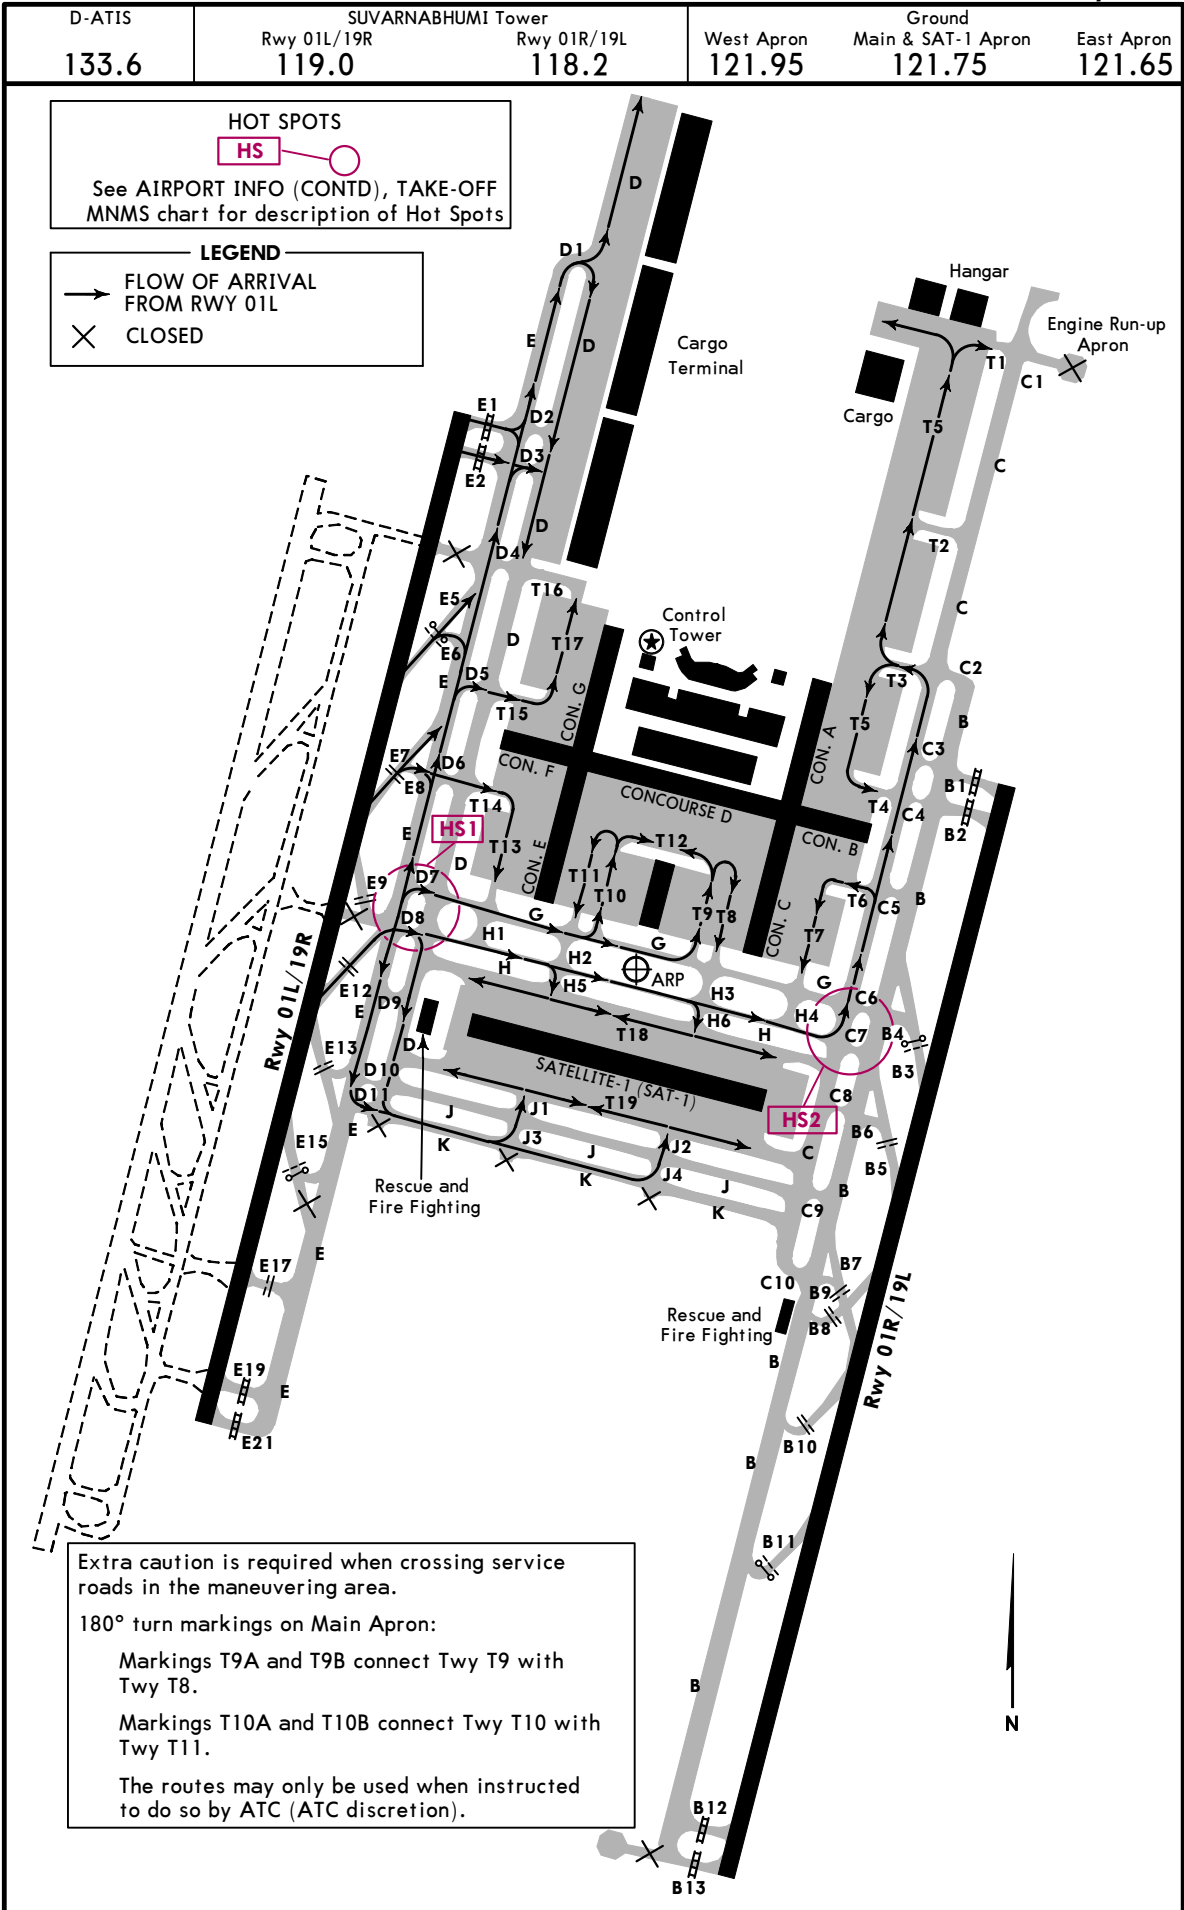 D-ATIS
133.6
SUVARNABHUMI Tower
Rwy 01L/19R
119.0
Rwy 01R/19L
118.2
Ground
West Apron
121.95
Main & SAT-1 Apron
121.75
East Apron
121.65
HOT SPOTS
HS
See AIRPORT INFO (CONTD), TAKE-OFF
MNMS chart for description of Hot Spots
LEGEND
FLOW OF ARRIVAL
FROM RWY 01L
CLOSED
D
D1
E
D
Cargo
Terminal
Hangar
Engine Run-up
Apron
T1
C1
Cargo
T5
C
E1
D2
D3
E2
D
D4
T2
E5
T16
C
Control
Tower
E6
D
T17
C2
E
D5
T3
T15
CON. G
T5
B
E7
D6
CON. F
CON. A
C3
E8
B1
T14
CONCOURSE D
T4
C4
B2
HS1
E
T13
T12
CON. B
D
CON. E
E9
D7
T11
T10
T9
T8
CON. C
T6
C5
B
D8
H1
G
G
T7
H
H2
ARP
G
E12
D9
H5
H3
H4
C6
E
H6
H
C7
B4
E13
D
T18
B3
D10
SATELLITE-1 (SAT-1)
D11
C8
J
J1
T19
HS2
E
K
J3
B6
E15
J
J2
C
B5
K
J4
J
B
Rescue and
Fire Fighting
K
C9
Rwy 01L/19R
E
E17
B7
C10
B9
Rescue and
Fire Fighting
B8
Rwy 01R/19L
E19
B
E
E21
B10
B
B11
Extra caution is required when crossing service
roads in the maneuvering area.
180° turn markings on Main Apron:
Markings T9A and T9B connect Twy T9 with
Twy T8.
Markings T10A and T10B connect Twy T10 with
Twy T11.
The routes may only be used when instructed
to do so by ATC (ATC discretion).
B
N
B12
B13